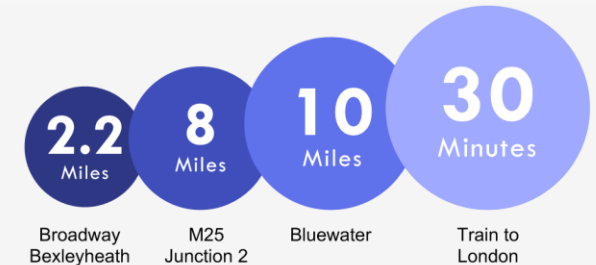 2.2
Miles
8
Miles
10
Miles
30
Minutes
Broadway
Bexleyheath
M25
Junction 2
Bluewater
Train to
London